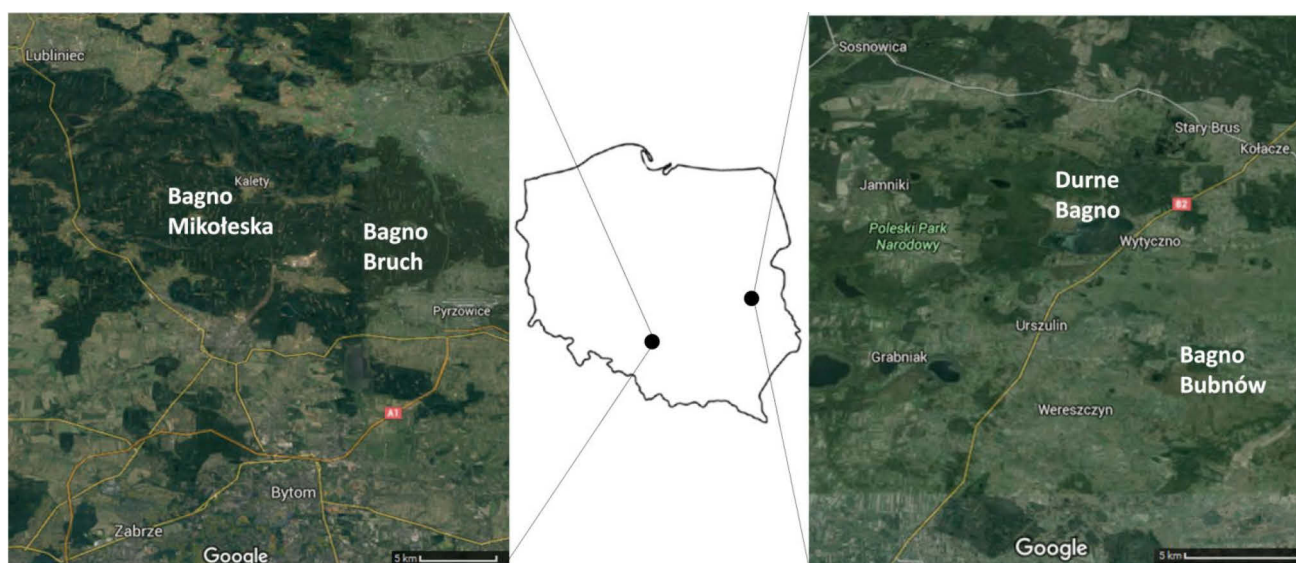 Lubliniec
Kalety
Bagno
Mikołeska
Bagno
Bruch
Pyrzowice
A1
Bytom
Zabrze
Google
5 km
Sosnowica
Stary Brus
Kołacze
Jamniki
Durne
Bagno
82
Poleski Park
Narodowy
Wytyczno
Urszulin
Grabniak
Bagno
Bubnów
Wereszczyn
Google
5 km